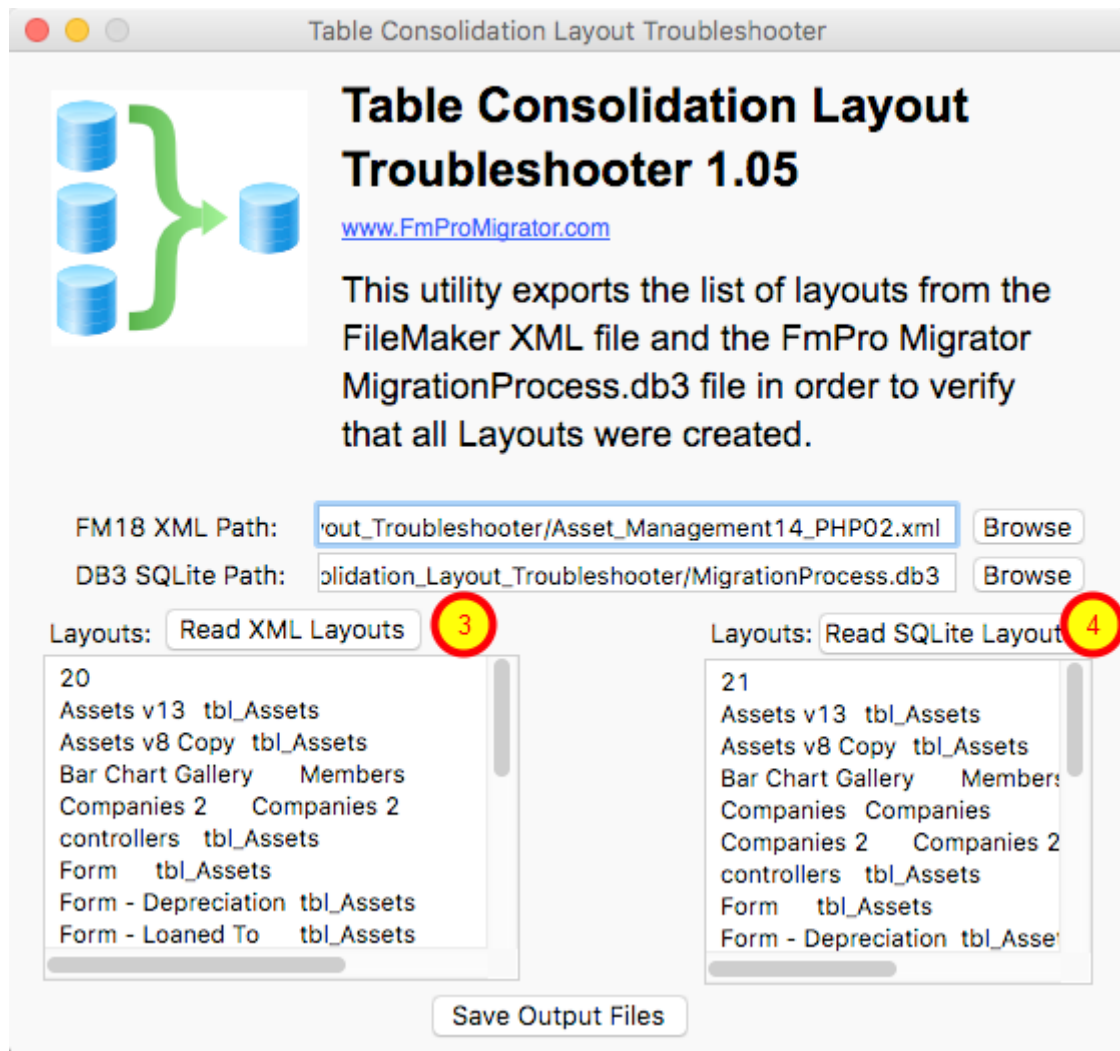 Table Consolidation Layout Troubleshooter
Table Consolidation Layout
Troubleshooter 1.05
www.FmProMigrator.com
This utility exports the list of layouts from the
FileMaker XML file and the FmPro Migrator
MigrationProcess.db3 file in order to verify
that all Layouts were created.
FM18 XML Path: yout_Troubleshooter/Asset_Management14_PHP02.xml Browse
DB3 SQLite Path: olidation_Layout_Troubleshooter/MigrationProcess.db3 Browse
Layouts: Read XML Layouts 3
20
Assets v13 tbl_Assets
Assets v8 Copy tbl_Assets
Bar Chart Gallery Members
Companies 2 Companies 2
controllers tbl_Assets
Form tbl_Assets
Form - Depreciation tbl_Assets
Form - Loaned To tbl_Assets
Layouts: Read SQLite Layout 4
21
Assets v13 tbl_Assets
Assets v8 Copy tbl_Assets
Bar Chart Gallery Members
Companies Companies
Companies 2 Companies 2
controllers tbl_Assets
Form tbl_Assets
Form - Depreciation tbl_Asset
Save Output Files